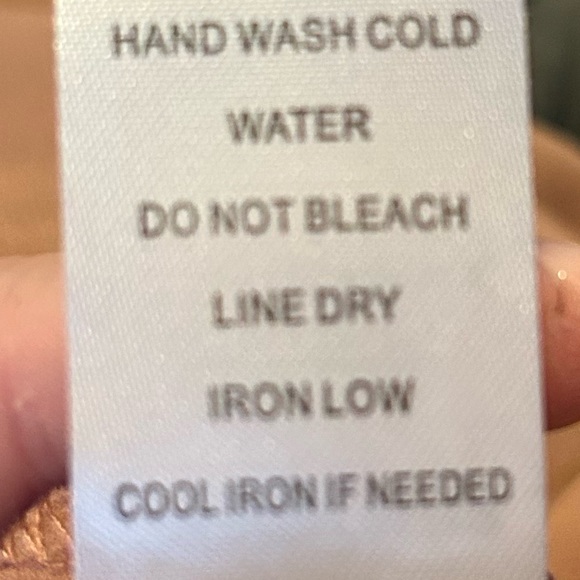 HAND WASH COLD
WATER
DO NOT BLEACH
LINE DRY
IRON LOW
COOL IRON IF NEEDED